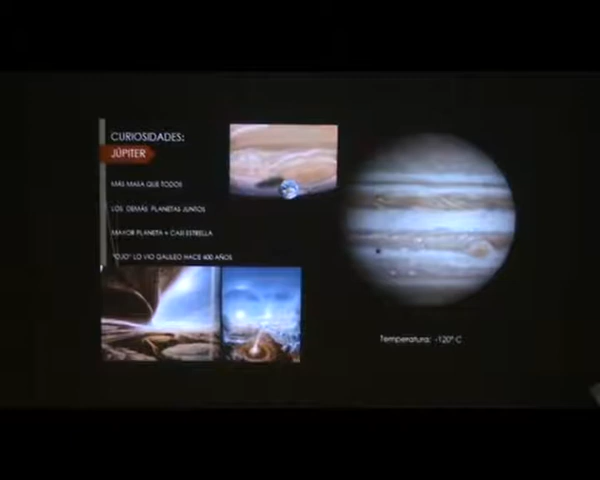 CURIOSIDADES:
JÚPITER
MÁS MASA QUE TODOS
LOS DEMÁS PLANETAS JUNTOS
MAYOR PLANETA + CASI ESTRELLA
"OJO" LO VIO GALILEO HACE 400 AÑOS
Temperatura: -120º C